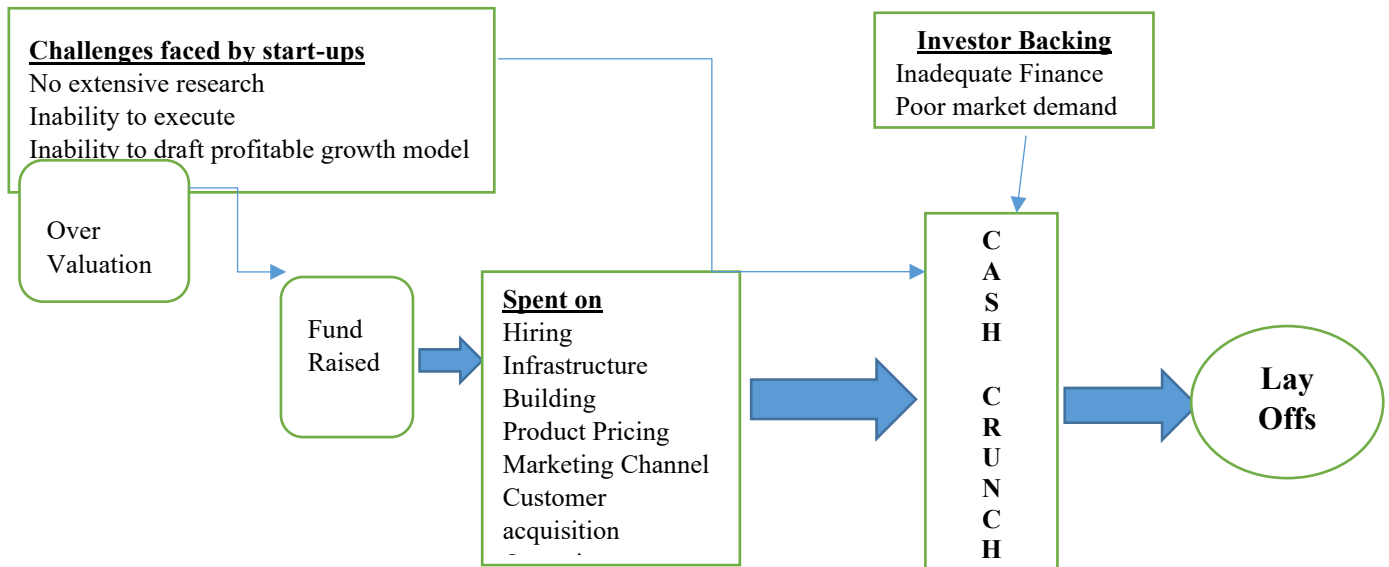 Challenges faced by start-ups
No extensive research
Inability to execute
Inability to draft profitable growth model
Over
Valuation
Fund
Raised
Spent on
Hiring
Infrastructure
Building
Product Pricing
Marketing Channel
Customer
acquisition
Investor Backing
Inadequate Finance
Poor market demand
C
A
S
H
C
R
U
N
C
H
Lay
Offs